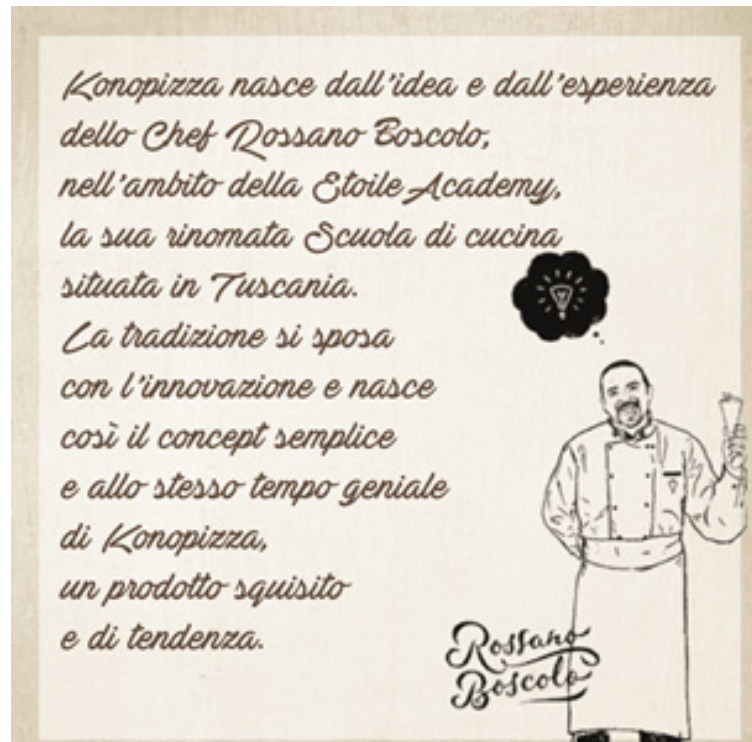 Konopizza nasce dall'idea e dall'esperienza
dello Chef Rossano Boscolo,
nell'ambito della Etoile Academy,
la sua rinomata Scuola di cucina
situata in Tuscania.
La tradizione si sposa
con l'innovazione e nasce
così il concept semplice
e allo stesso tempo geniale
di Konopizza,
un prodotto squisito
e di tendenza.
Rossano
Boscolo